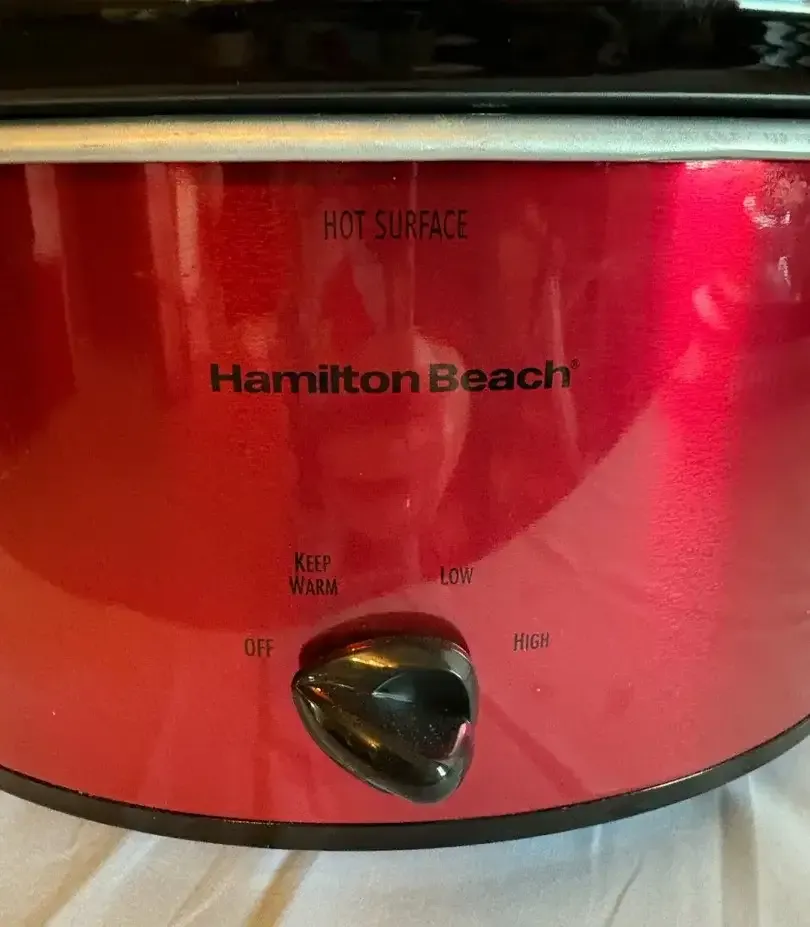 HOT SURFACE
Hamilton Beach®
KEEP
WARM
LOW
OFF
HIGH